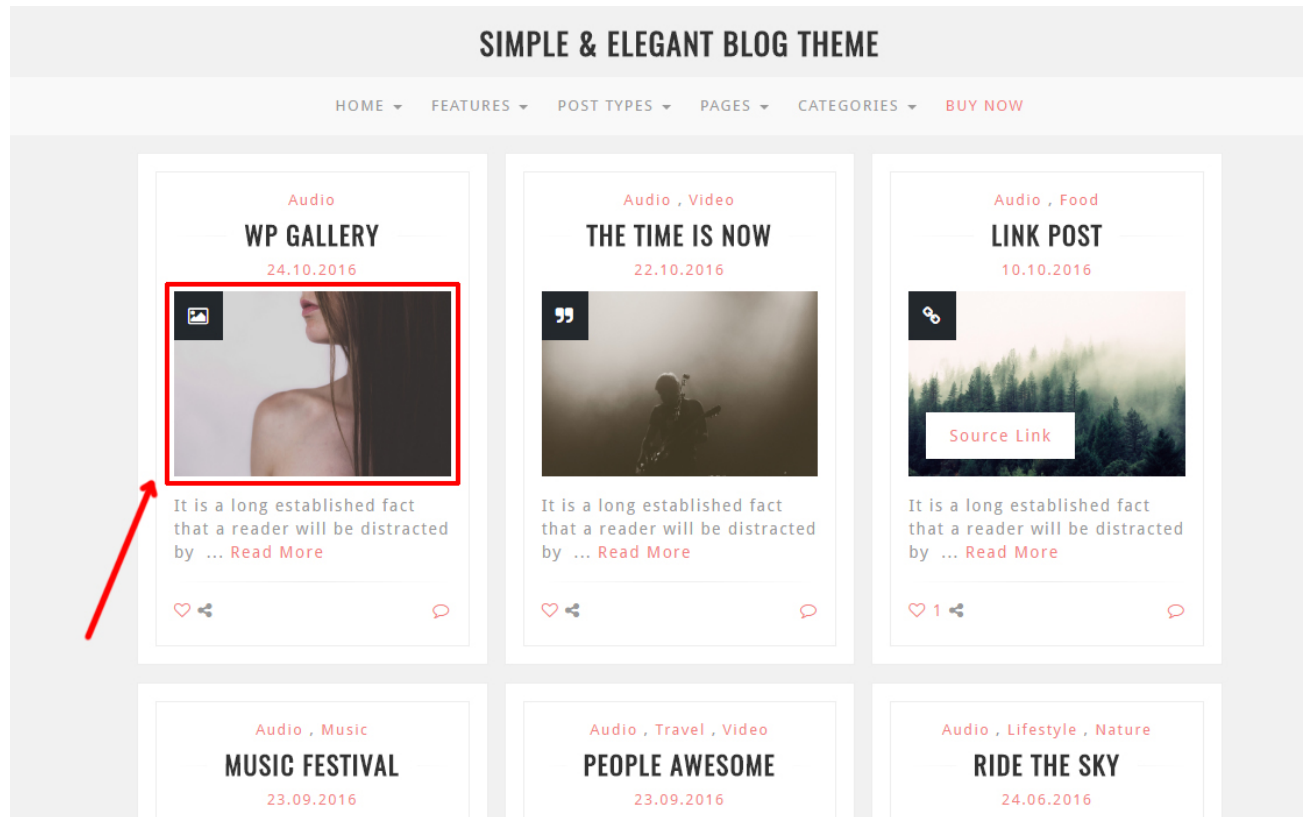 SIMPLE & ELEGANT BLOG THEME
HOME FEATURES POST TYPES PAGES CATEGORIES BUY NOW
Audio
WP GALLERY
24.10.2016
It is a long established fact
that a reader will be distracted
by ... Read More
Audio , Video
THE TIME IS NOW
22.10.2016
It is a long established fact
that a reader will be distracted
by ... Read More
Audio , Food
LINK POST
10.10.2016
Source Link
It is a long established fact
that a reader will be distracted
by ... Read More
1
Audio , Music
MUSIC FESTIVAL
23.09.2016
Audio , Travel , Video
PEOPLE AWESOME
23.09.2016
Audio , Lifestyle , Nature
RIDE THE SKY
24.06.2016